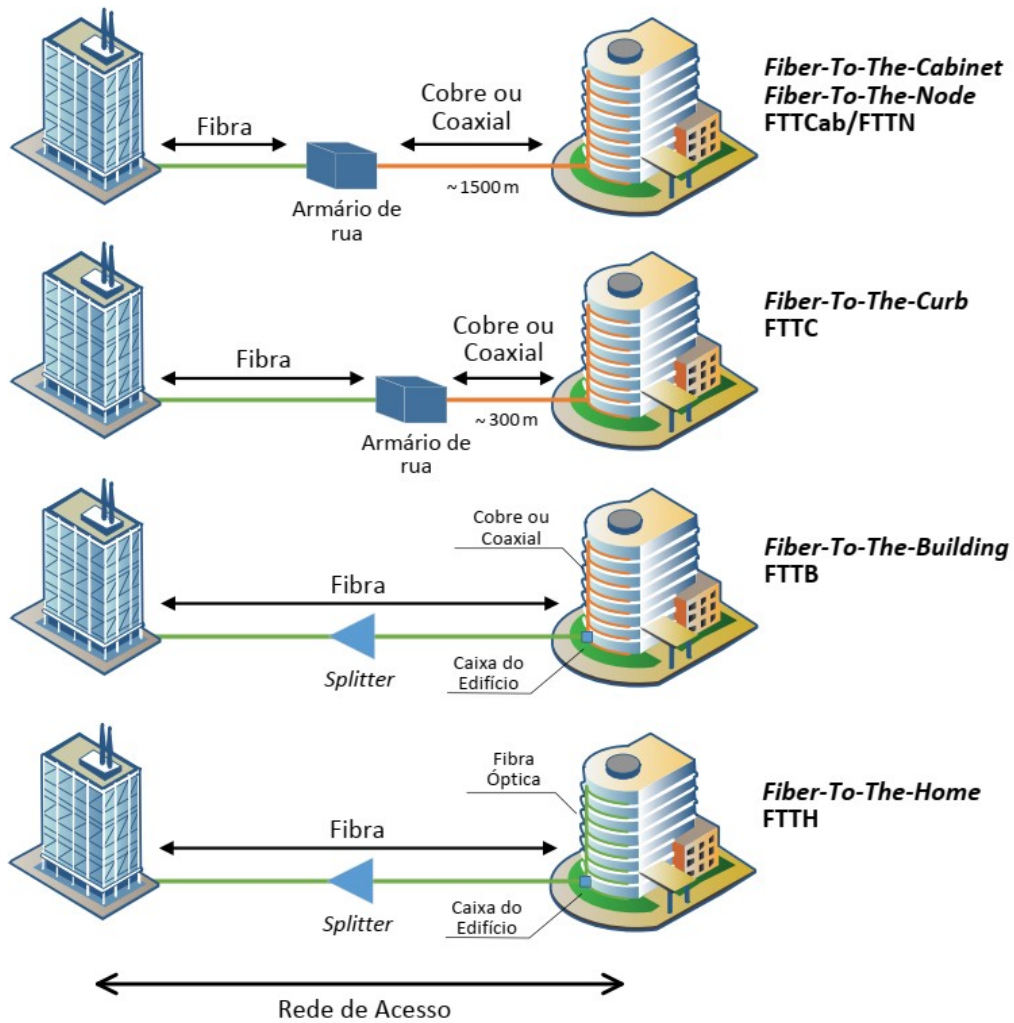 Fiber-To-The-Cabinet
Fiber-To-The-Node
FTTCab/FTTN
Fibra
Cobre ou
Coaxial
~ 1500 m
Armário de
rua
Fiber-To-The-Curb
FTTC
Fibra
Cobre ou
Coaxial
~ 300 m
Armário de
rua
Fiber-To-The-Building
FTTB
Cobre ou
Coaxial
Fibra
Splitter
Caixa do
Edifício
Fiber-To-The-Home
FTTH
Fibra
Óptica
Fibra
Splitter
Caixa do
Edifício
Rede de Acesso